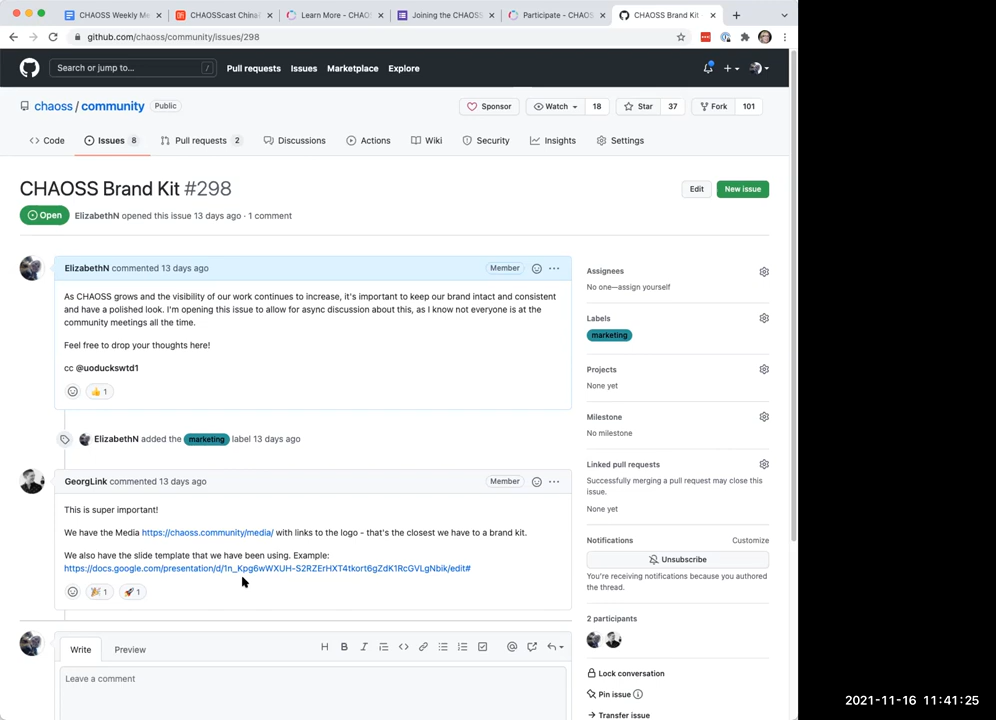 CHAOSS Weekly Me
CHAOSScast China
Learn More - CHAOSS
Joining the CHAOSS
Participate - CHAOSS
CHAOSS Brand Kit
github.com/chaoss/community/issues/298
Search or jump to...
/
Pull requests
Issues
Marketplace
Explore
chaoss / community
Public
Sponsor
Watch
18
Star
37
Fork
101
Code
Issues 8
Pull requests 2
Discussions
Actions
Wiki
Security
Insights
Settings
CHAOSS Brand Kit #298
Edit
New issue
Open
ElizabethN opened this issue 13 days ago · 1 comment
ElizabethN commented 13 days ago
Member
As CHAOSS grows and the visibility of our work continues to increase, it's important to keep our brand intact and consistent
and have a polished look. I'm opening this issue to allow for async discussion about this, as I know not everyone is at the
community meetings all the time.
Feel free to drop your thoughts here!
cc @uoduckswtd1
👍 1
ElizabethN added the marketing label 13 days ago
GeorgLink commented 13 days ago
Member
This is super important!
We have the Media https://chaoss.community/media/ with links to the logo - that's the closest we have to a brand kit.
We also have the slide template that we have been using. Example:
https://docs.google.com/presentation/d/1n_Kpg6wWXUH-S2RZErHXT4tkort6gZdK1RcGVLgNbik/edit#
🎉 1
🚀 1
Write
Preview
Leave a comment
Assignees
No one—assign yourself
Labels
marketing
Projects
None yet
Milestone
No milestone
Linked pull requests
Successfully merging a pull request may close this
issue.
None yet
Notifications
Customize
Unsubscribe
You're receiving notifications because you authored
the thread.
2 participants
Lock conversation
Pin issue
Transfer issue
2021-11-16 11:41:25